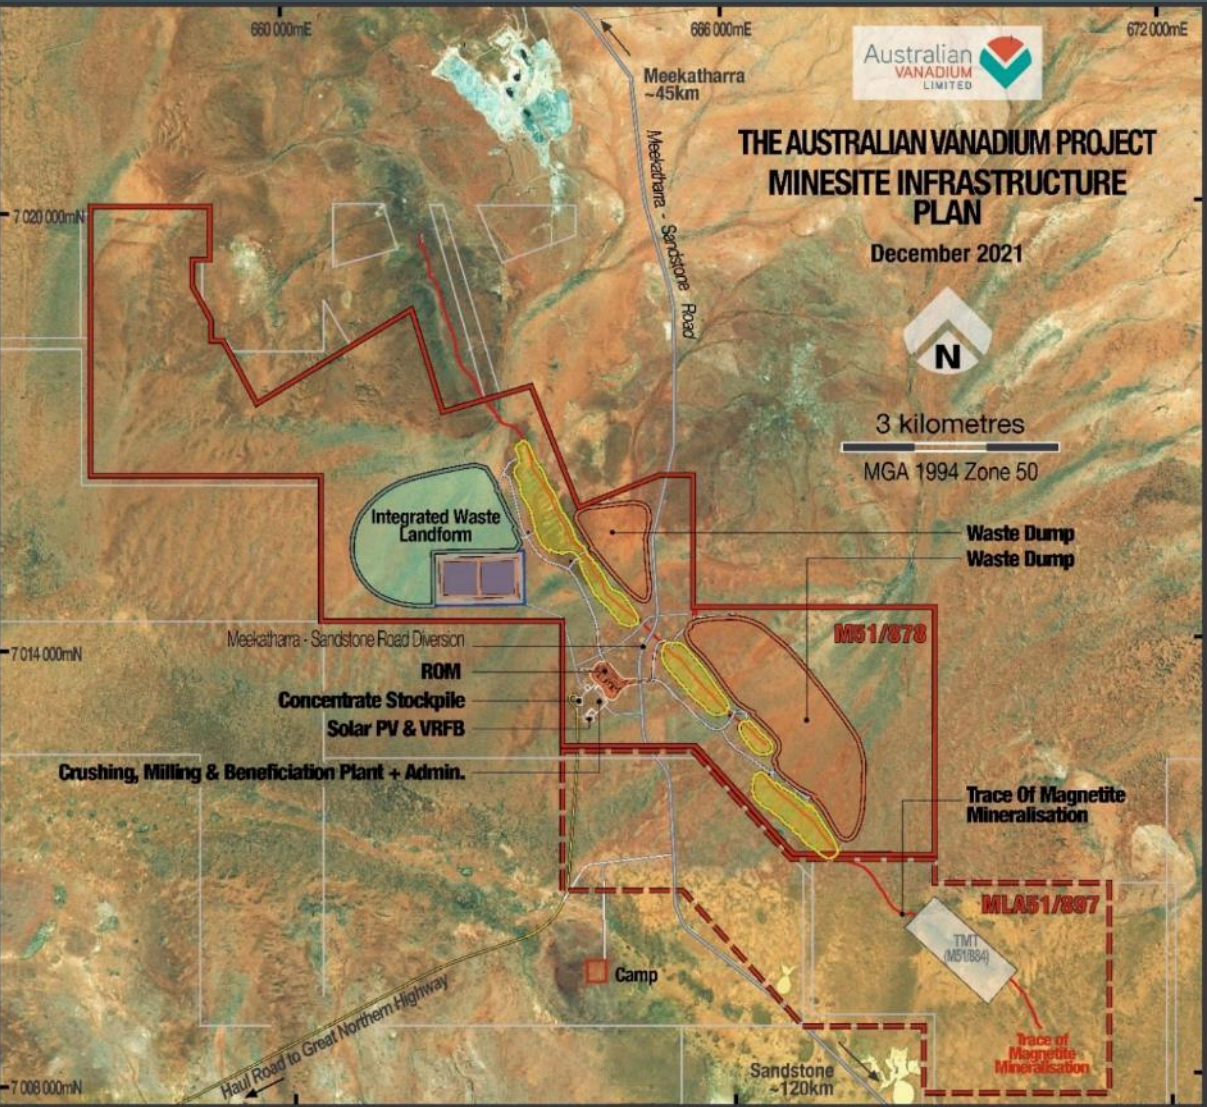 660 000mE
666 000mE
672 000mE
Australian
VANADIUM
LIMITED
Meekatharra
~45km
THE AUSTRALIAN VANADIUM PROJECT
MINESITE INFRASTRUCTURE
PLAN
December 2021
Meekatharra - Sandstone Road
7 020 000mN
N
3 kilometres
MGA 1994 Zone 50
Integrated Waste
Landform
Waste Dump
Waste Dump
M51/878
Meekatharra - Sandstone Road Diversion
7 014 000mN
ROM
Concentrate Stockpile
Solar PV & VRFB
Crushing, Milling & Beneficiation Plant + Admin.
Trace Of Magnetite
Mineralisation
MLA51/897
TMT
(M51/884)
Camp
Haul Road to Great Northern Highway
Trace of
Magnetite
Mineralisation
Sandstone
~120km
7 008 000mN